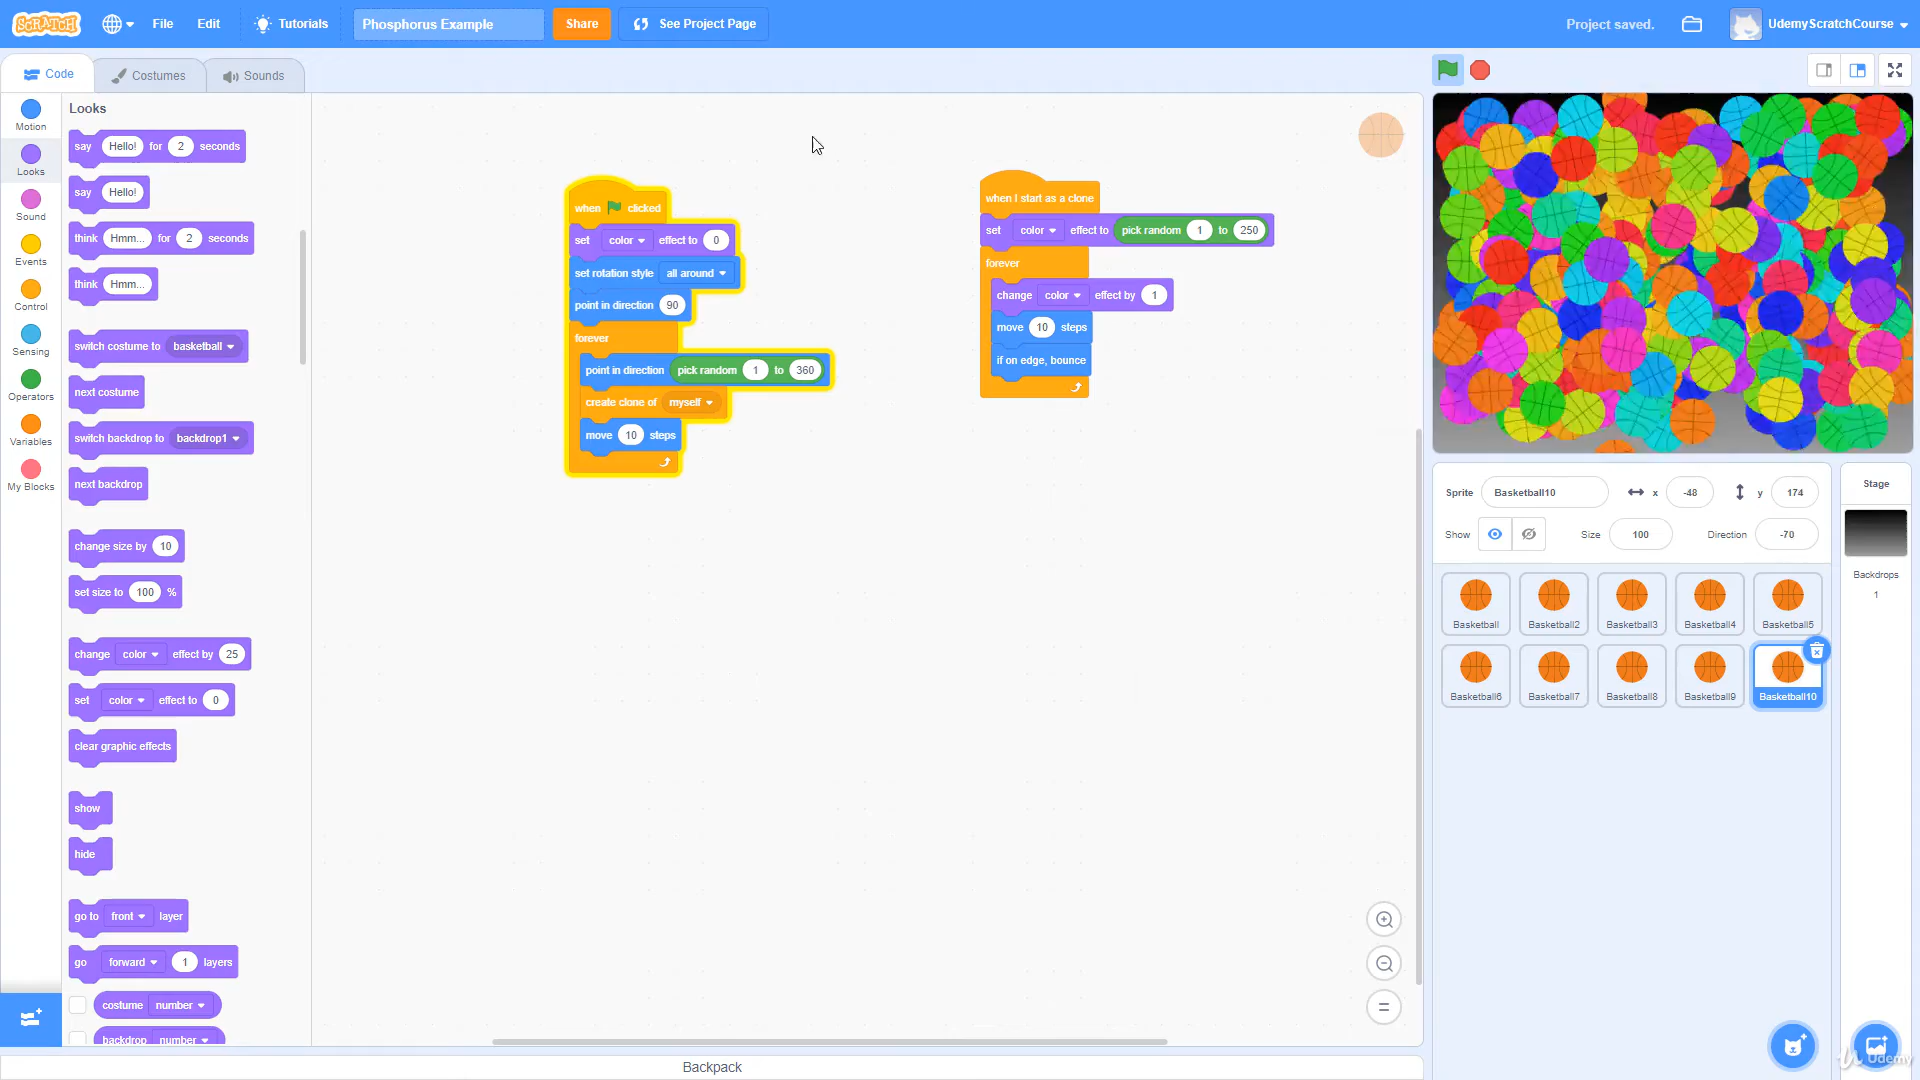 SCRATCH
File
Edit
Tutorials
Phosphorus Example
Share
See Project Page
Project saved.
UdemyScratchCourse
Code
Costumes
Sounds
Motion
Looks
Sound
Events
Control
Sensing
Operators
Variables
My Blocks
Looks
say Hello! for 2 seconds
say Hello!
think Hmm... for 2 seconds
think Hmm...
switch costume to basketball
next costume
switch backdrop to backdrop1
next backdrop
change size by 10
set size to 100 %
change color effect by 25
set color effect to 0
clear graphic effects
show
hide
go to front layer
go forward 1 layers
costume number
backdrop number
when clicked
set color effect to 0
set rotation style all around
point in direction 90
forever
point in direction pick random 1 to 360
create clone of myself
move 10 steps
when I start as a clone
set color effect to pick random 1 to 250
forever
change color effect by 1
move 10 steps
if on edge, bounce
Sprite Basketball10 x -48 y 174
Show Size 100 Direction -70
Basketball Basketball2 Basketball3 Basketball4 Basketball5
Basketball6 Basketball7 Basketball8 Basketball9 Basketball10
Stage
Backdrops
1
Backpack
Udemy